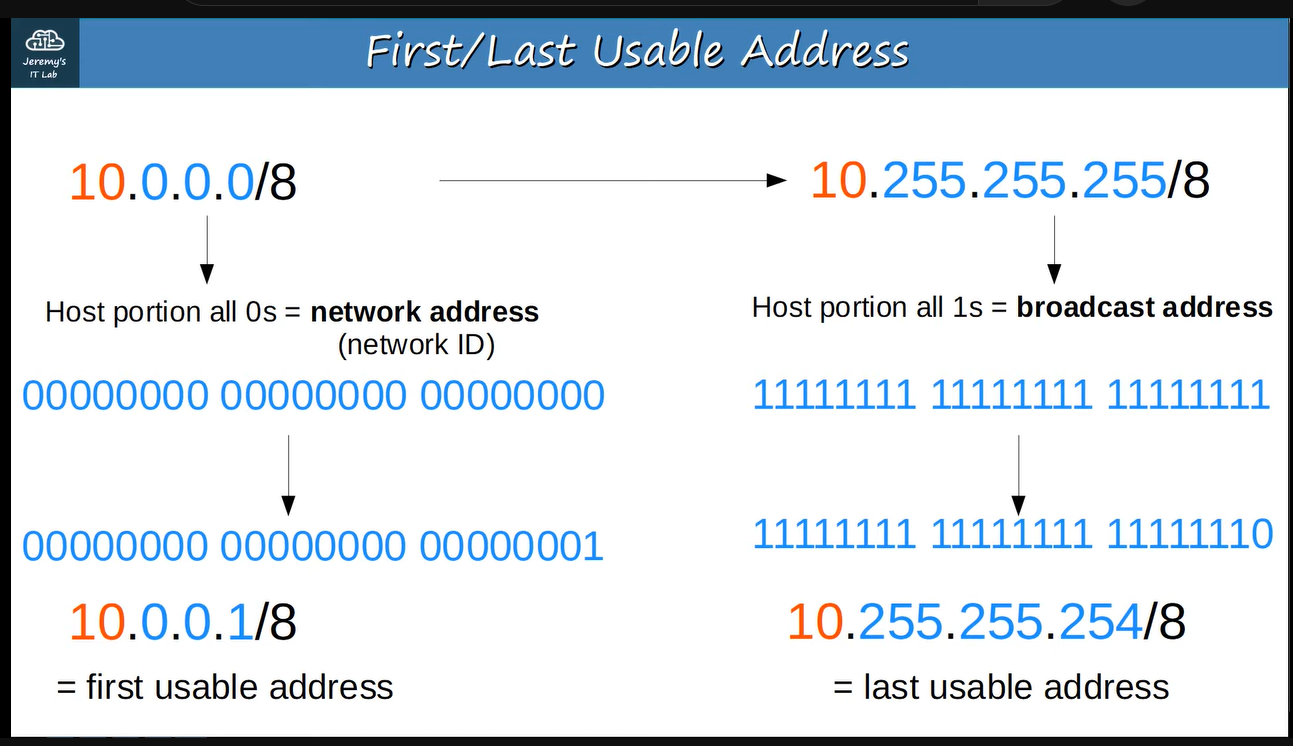 Jeremy's
IT Lab
First/Last Usable Address
10.0.0.0/8
10.255.255.255/8
Host portion all 0s = network address
(network ID)
Host portion all 1s = broadcast address
00000000 00000000 00000000
11111111 11111111 11111111
00000000 00000000 00000001
11111111 11111111 11111110
10.0.0.1/8
10.255.255.254/8
= first usable address
= last usable address